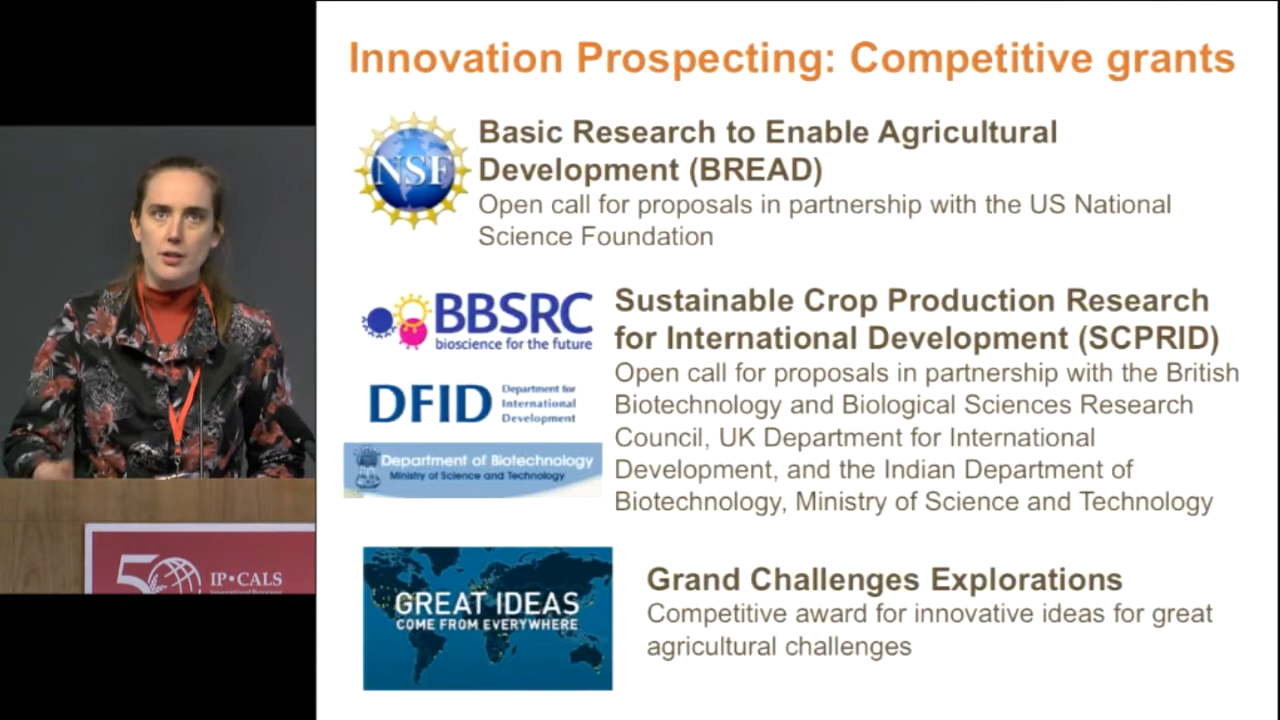 Innovation Prospecting: Competitive grants
NSF
Basic Research to Enable Agricultural
Development (BREAD)
Open call for proposals in partnership with the US National
Science Foundation
BBSRC
bioscience for the future
DFID
Department for
International
Development
Department of Biotechnology
Ministry of Science and Technology
Sustainable Crop Production Research
for International Development (SCPRID)
Open call for proposals in partnership with the British
Biotechnology and Biological Sciences Research
Council, UK Department for International
Development, and the Indian Department of
Biotechnology, Ministry of Science and Technology
GREAT IDEAS
COME FROM EVERYWHERE
Grand Challenges Explorations
Competitive award for innovative ideas for great
agricultural challenges
50
IP•CALS
International Programs